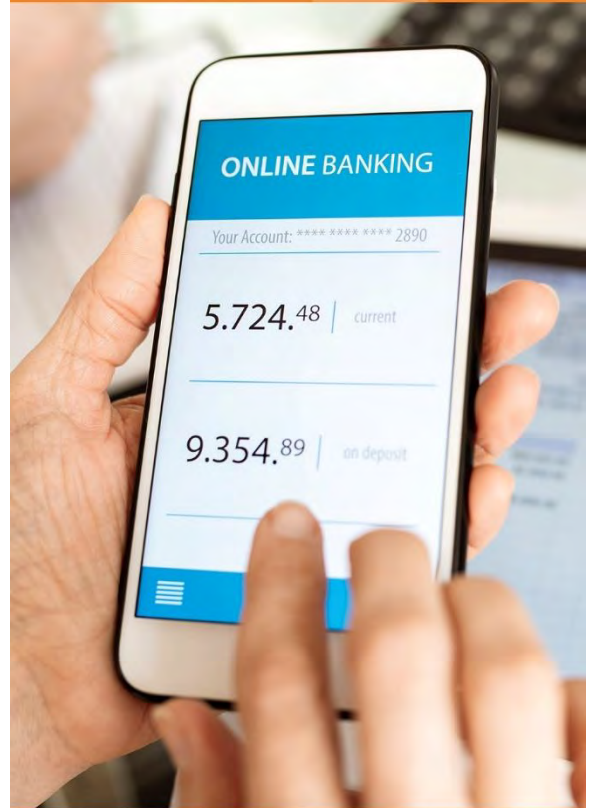 ONLINE BANKING
Your Account: **** **** **** 2890
5.724.48 | current
9.354.89 | on deposit